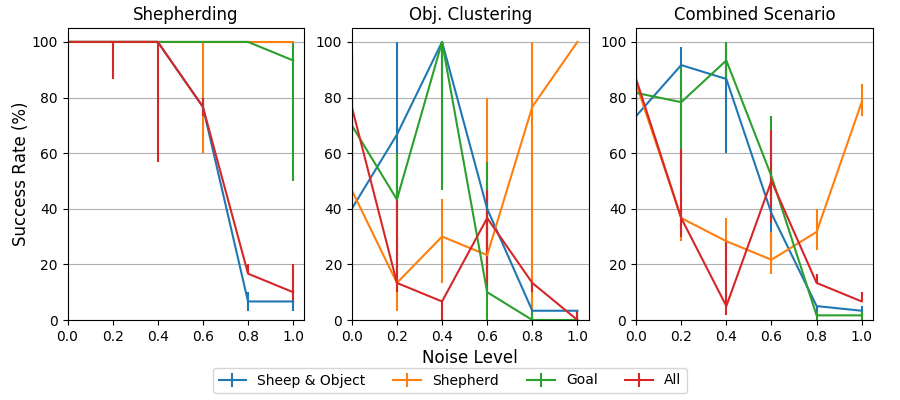 Shepherding Obj. Clustering Combined Scenario
Success Rate (%)
100 100 100
80 80 80
60 60 60
40 40 40
20 20 20
0 0 0
0.0 0.2 0.4 0.6 0.8 1.0 0.0 0.2 0.4 0.6 0.8 1.0 0.0 0.2 0.4 0.6 0.8 1.0
Noise Level
Sheep & Object Shepherd Goal All